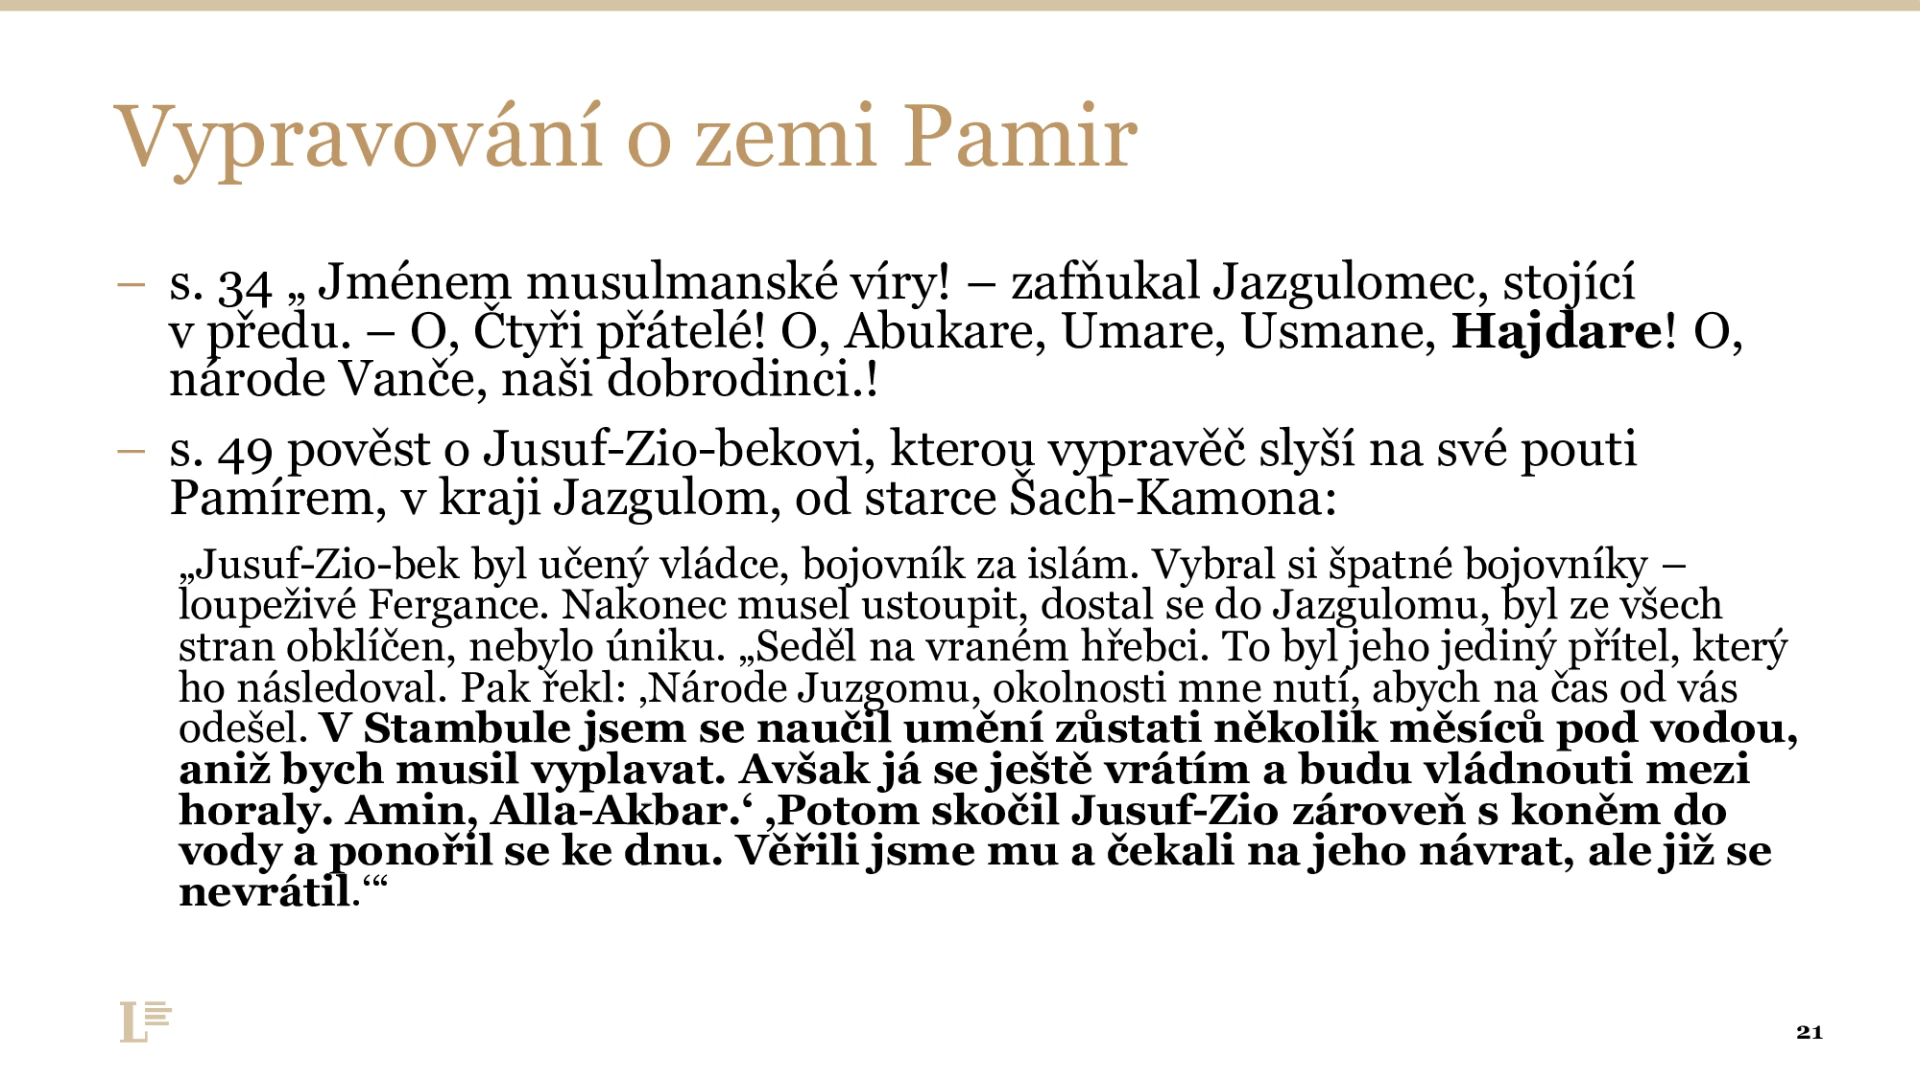 Vypravování o zemi Pamir
– s. 34 „ Jménem musulmanské víry! – zafňukal Jazgulomec, stojící
v předu. – O, Čtyři přátelé! O, Abukare, Umare, Usmane, Hajdare! O,
národe Vanče, naši dobrodinci.!
– s. 49 pověst o Jusuf-Zio-bekovi, kterou vypravěč slyší na své pouti
Pamírem, v kraji Jazgulom, od starce Šach-Kamona:
„Jusuf-Zio-bek byl učený vládce, bojovník za islám. Vybral si špatné bojovníky –
loupeživé Fergance. Nakonec musel ustoupit, dostal se do Jazgulomu, byl ze všech
stran obklíčen, nebylo úniku. „Seděl na vraném hřebci. To byl jeho jediný přítel, který
ho následoval. Pak řekl: ‚Národe Juzgomu, okolnosti mne nutí, abych na čas od vás
odešel. V Stambule jsem se naučil umění zůstati několik měsíců pod vodou,
aniž bych musil vyplavat. Avšak já se ještě vrátím a budu vládnouti mezi
horaly. Amin, Alla-Akbar.‘ ‚Potom skočil Jusuf-Zio zároveň s koněm do
vody a ponořil se ke dnu. Věřili jsme mu a čekali na jeho návrat, ale již se
nevrátil.‘“
L
21